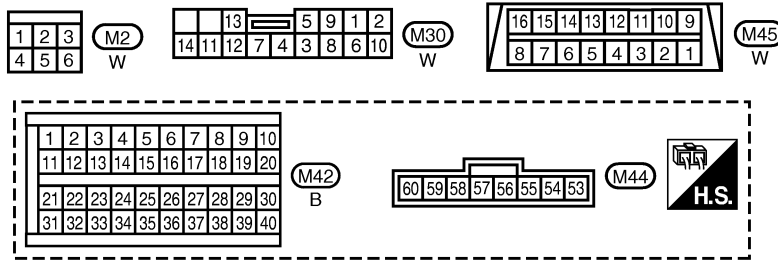 1 2 3
4 5 6
M2
W
13 5 9 1 2
14 11 12 7 4 3 8 6 10
M30
W
16 15 14 13 12 11 10 9
8 7 6 5 4 3 2 1
M45
W
1 2 3 4 5 6 7 8 9 10
11 12 13 14 15 16 17 18 19 20
21 22 23 24 25 26 27 28 29 30
31 32 33 34 35 36 37 38 39 40
M42
B
60 59 58 57 56 55 54 53
M44
H.S.